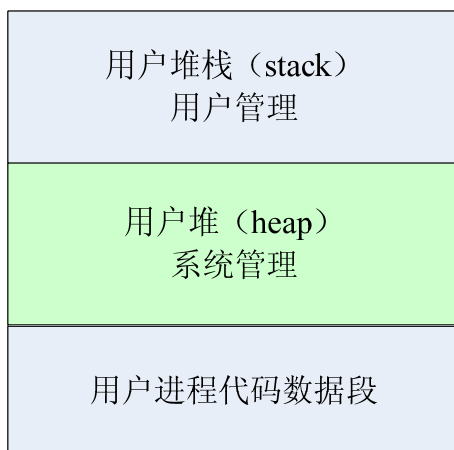 用户堆栈（stack）
用户管理
用户堆（heap）
系统管理
用户进程代码数据段